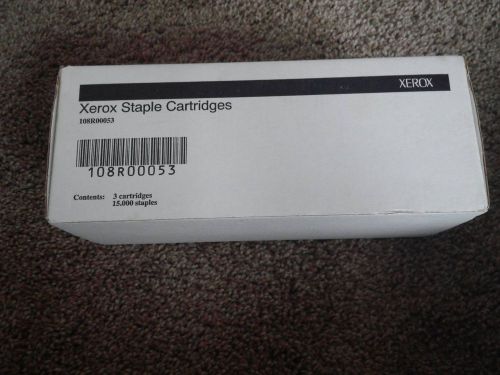 XEROX
Xerox Staple Cartridges
108R00053
108R00053
Contents: 3 cartridges
15,000 staples